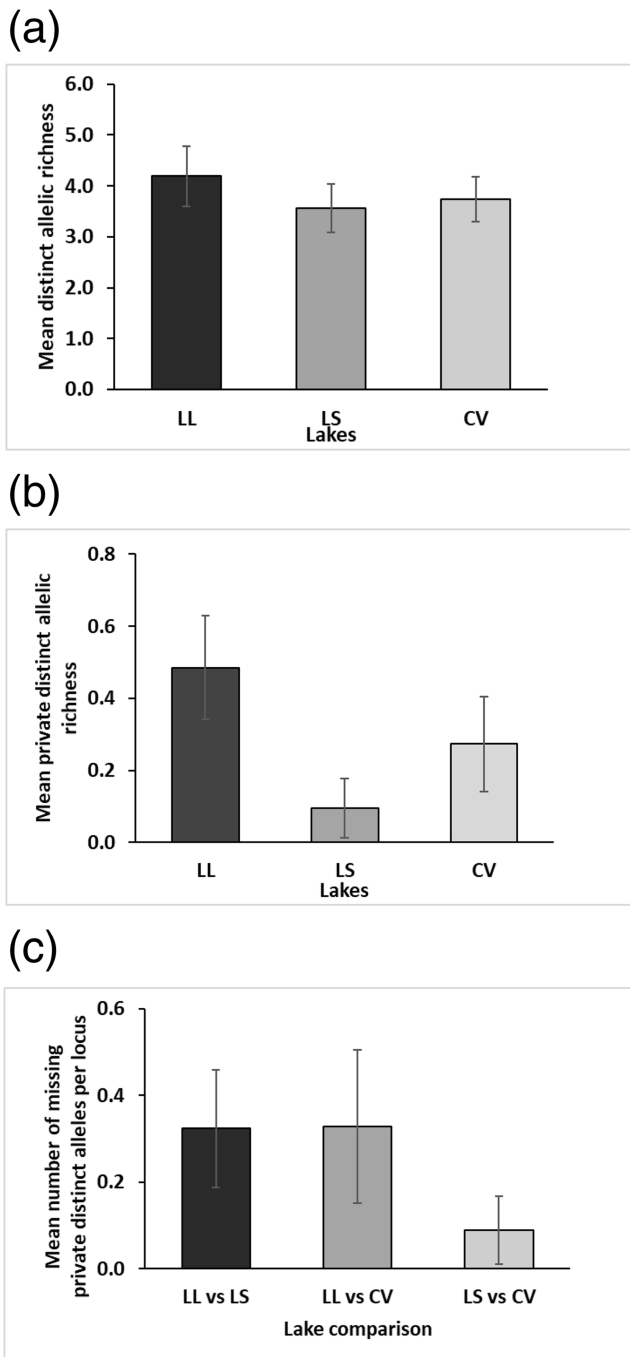 (a)
Mean distinct allelic richness
6.0
5.0
4.0
3.0
2.0
1.0
0.0
LL LS CV
Lakes
(b)
Mean private distinct allelic
richness
0.8
0.6
0.4
0.2
0.0
LL LS CV
Lakes
(c)
Mean number of missing
private distinct alleles per locus
0.6
0.4
0.2
0.0
LL vs LS LL vs CV LS vs CV
Lake comparison